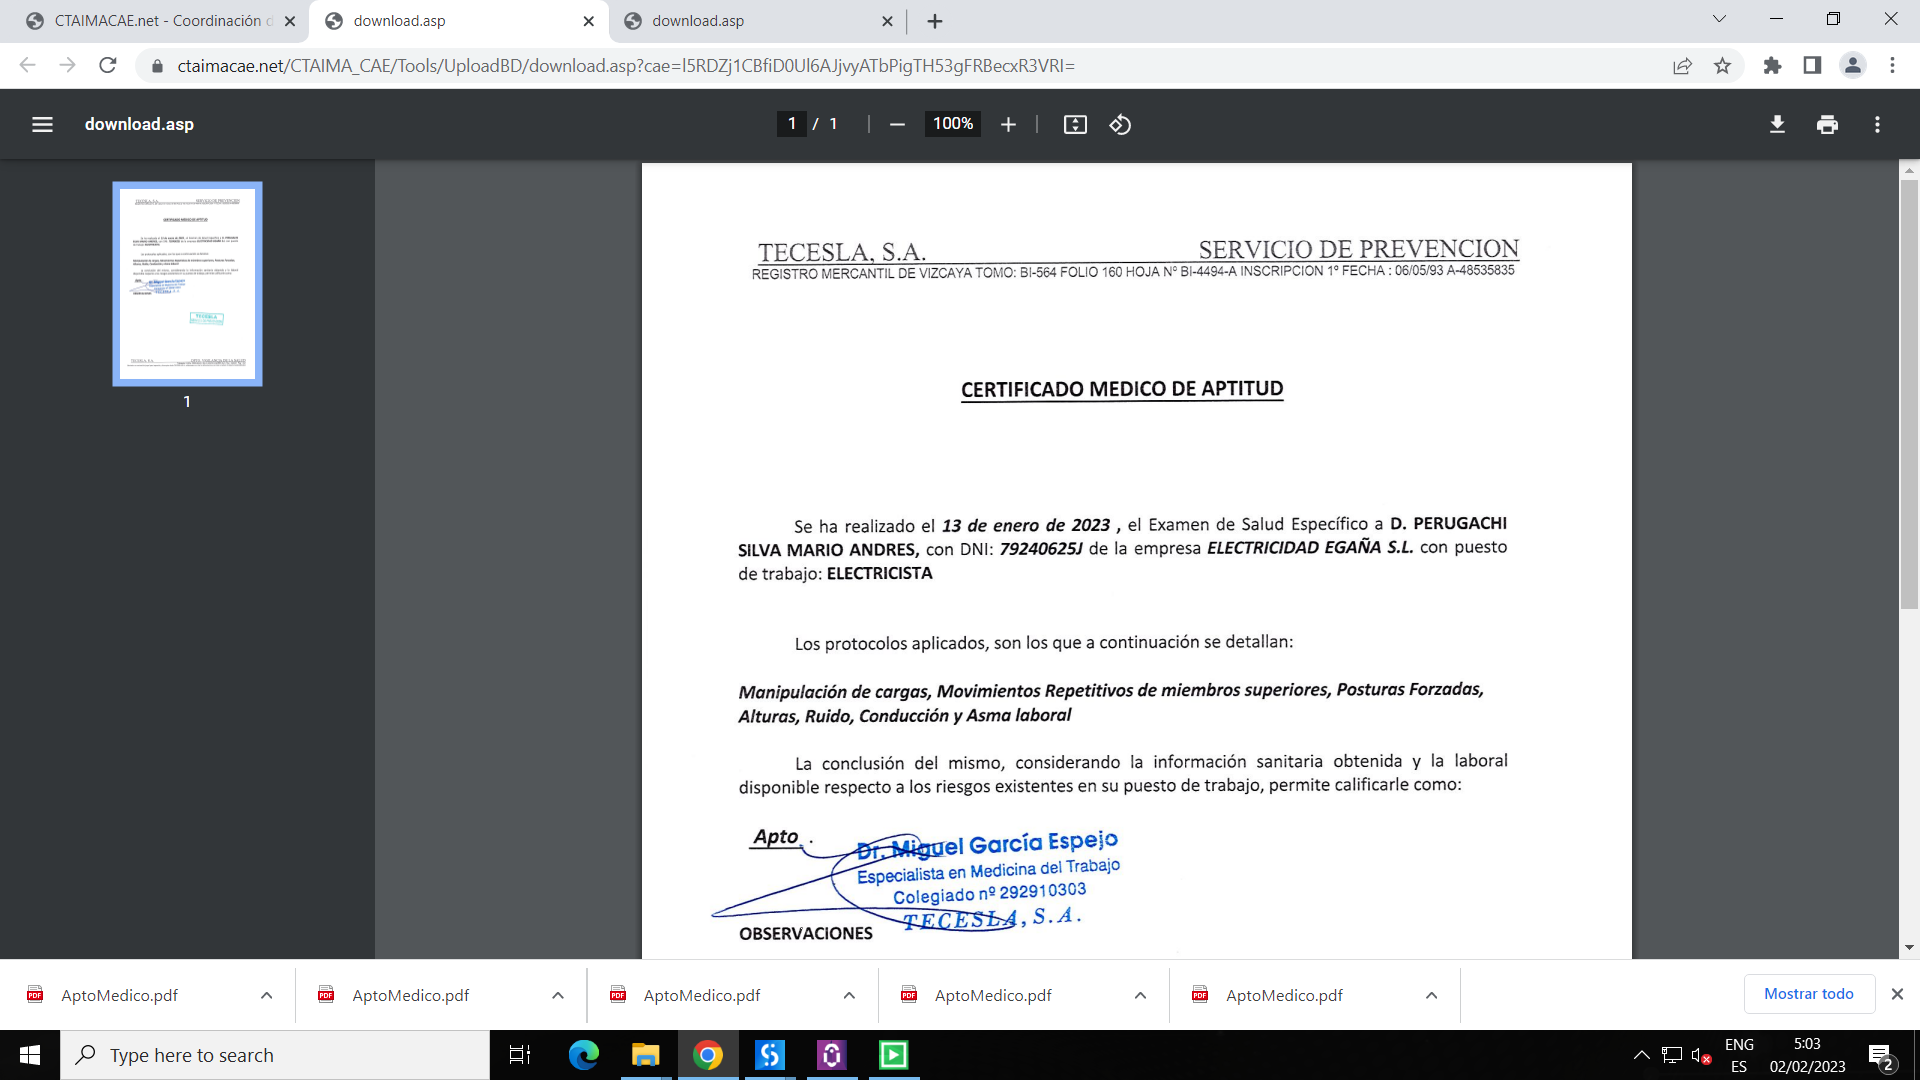 CTAIMACAE.net - Coordinación d
download.asp
download.asp
ctaimacae.net/CTAIMA_CAE/Tools/UploadBD/download.asp?cae=l5RDZj1CBfiD0Ul6AJjvyATbPigTH53gFRBecxR3VRI=
download.asp
1 / 1
100%
1
TECESLA, S.A. SERVICIO DE PREVENCION
REGISTRO MERCANTIL DE VIZCAYA TOMO: BI-564 FOLIO 160 HOJA Nº BI-4494-A INSCRIPCION 1º FECHA : 06/05/93 A-48535835
CERTIFICADO MEDICO DE APTITUD
Se ha realizado el 13 de enero de 2023 , el Examen de Salud Específico a D. PERUGACHI
SILVA MARIO ANDRES, con DNI: 79240625J de la empresa ELECTRICIDAD EGAÑA S.L. con puesto
de trabajo: ELECTRICISTA
Los protocolos aplicados, son los que a continuación se detallan:
Manipulación de cargas, Movimientos Repetitivos de miembros superiores, Posturas Forzadas,
Alturas, Ruido, Conducción y Asma laboral
La conclusión del mismo, considerando la información sanitaria obtenida y la laboral
disponible respecto a los riesgos existentes en su puesto de trabajo, permite calificarle como:
Apto .
Dr. Miguel García Espejo
Especialista en Medicina del Trabajo
Colegiado nº 292910303
TECESLA, S.A.
OBSERVACIONES
AptoMedico.pdf
AptoMedico.pdf
AptoMedico.pdf
AptoMedico.pdf
AptoMedico.pdf
Mostrar todo
Type here to search
ENG
ES
5:03
02/02/2023
2